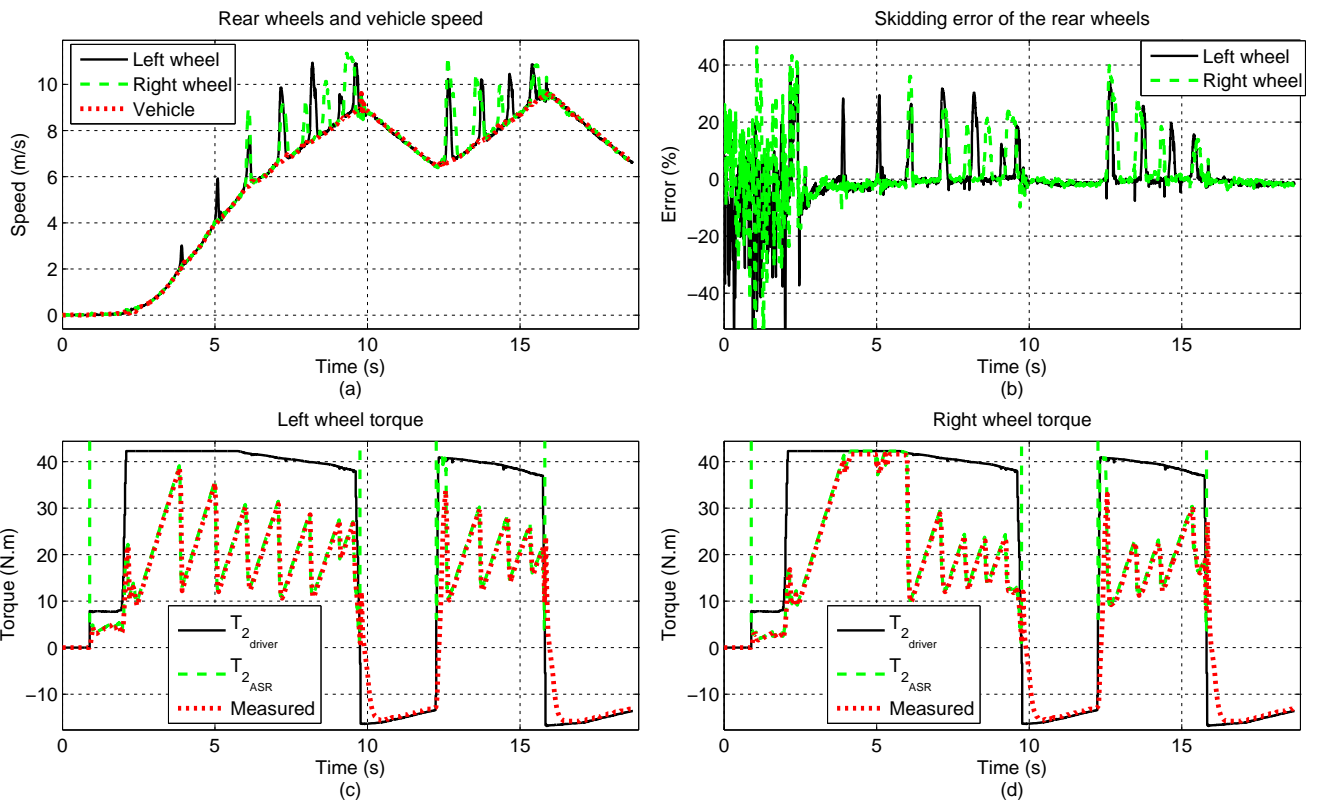 Rear wheels and vehicle speed
Left wheel
Right wheel
Vehicle
Speed (m/s)
10
8
6
4
2
0
0
5
10
15
Time (s)
(a)
Skidding error of the rear wheels
Left wheel
Right wheel
Error (%)
40
20
0
−20
−40
0
5
10
15
Time (s)
(b)
Left wheel torque
Torque (N.m)
40
30
20
10
0
−10
T2driver
T2ASR
Measured
0
5
10
15
Time (s)
(c)
Right wheel torque
Torque (N.m)
40
30
20
10
0
−10
T2driver
T2ASR
Measured
0
5
10
15
Time (s)
(d)